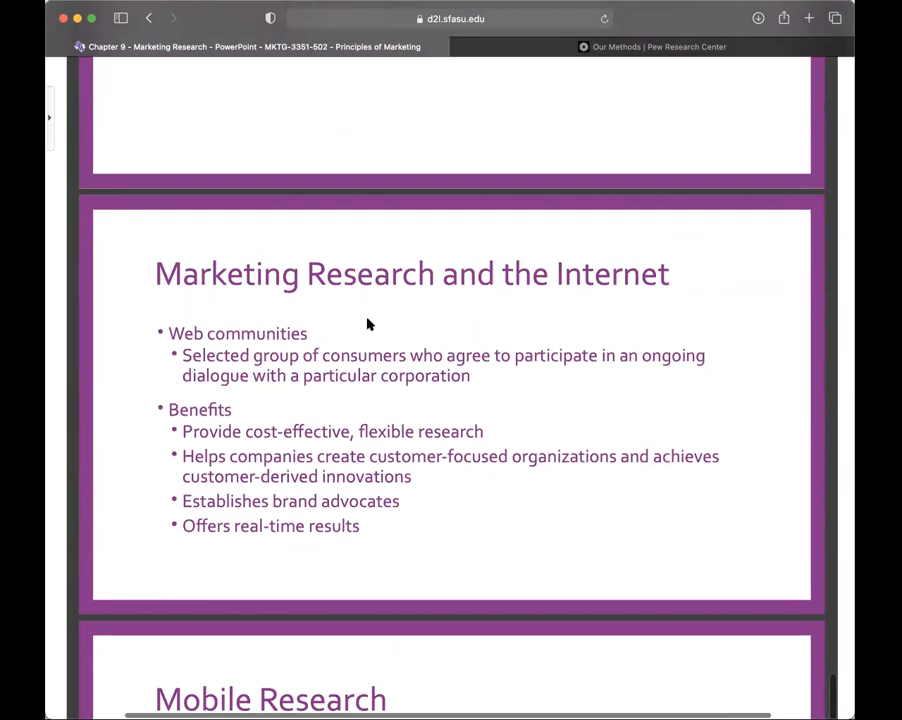 d2l.sfasu.edu
Chapter 9 - Marketing Research - PowerPoint - MKTG-3351-502 - Principles of Marketing
Our Methods | Pew Research Center
Marketing Research and the Internet
• Web communities
• Selected group of consumers who agree to participate in an ongoing
dialogue with a particular corporation
• Benefits
• Provide cost-effective, flexible research
• Helps companies create customer-focused organizations and achieves
customer-derived innovations
• Establishes brand advocates
• Offers real-time results
Mobile Research